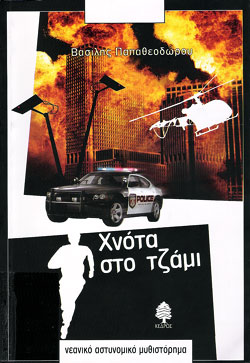 Βασίλης Παπαθεοδώρου
POLICE
Χνότα
στο τζάμι
ΚΕΔΡΟΣ
νεανικό αστυνομικό μυθιστόρημα